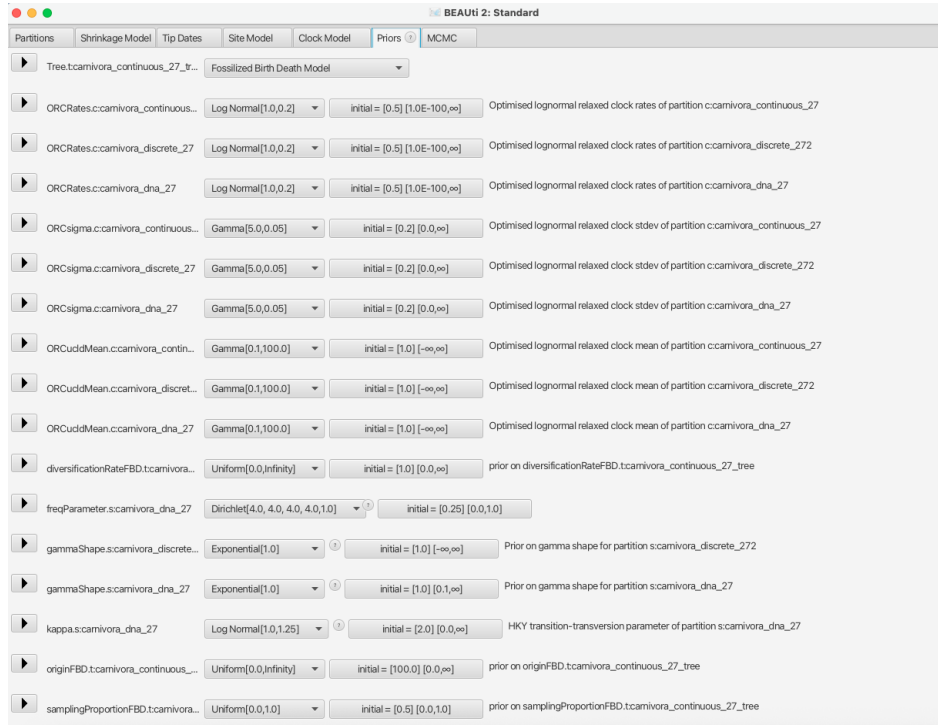 BEAUti 2: Standard
Partitions Shrinkage Model Tip Dates Site Model Clock Model Priors ? MCMC
Tree.t:carnivora_continuous_27_tr... Fossilized Birth Death Model
ORCRates.c:carnivora_continuous... Log Normal[1.0,0.2] initial = [0.5] [1.0E-100,∞] Optimised lognormal relaxed clock rates of partition c:carnivora_continuous_27
ORCRates.c:carnivora_discrete_27 Log Normal[1.0,0.2] initial = [0.5] [1.0E-100,∞] Optimised lognormal relaxed clock rates of partition c:carnivora_discrete_272
ORCRates.c:carnivora_dna_27 Log Normal[1.0,0.2] initial = [0.5] [1.0E-100,∞] Optimised lognormal relaxed clock rates of partition c:carnivora_dna_27
ORCsigma.c:carnivora_continuous... Gamma[5.0,0.05] initial = [0.2] [0.0,∞] Optimised lognormal relaxed clock stdev of partition c:carnivora_continuous_27
ORCsigma.c:carnivora_discrete_27 Gamma[5.0,0.05] initial = [0.2] [0.0,∞] Optimised lognormal relaxed clock stdev of partition c:carnivora_discrete_272
ORCsigma.c:carnivora_dna_27 Gamma[5.0,0.05] initial = [0.2] [0.0,∞] Optimised lognormal relaxed clock stdev of partition c:carnivora_dna_27
ORCucldMean.c:carnivora_contin... Gamma[0.1,100.0] initial = [1.0] [-∞,∞] Optimised lognormal relaxed clock mean of partition c:carnivora_continuous_27
ORCucldMean.c:carnivora_discret... Gamma[0.1,100.0] initial = [1.0] [-∞,∞] Optimised lognormal relaxed clock mean of partition c:carnivora_discrete_272
ORCucldMean.c:carnivora_dna_27 Gamma[0.1,100.0] initial = [1.0] [-∞,∞] Optimised lognormal relaxed clock mean of partition c:carnivora_dna_27
diversificationRateFBD.t:carnivora... Uniform[0.0,Infinity] initial = [1.0] [0.0,∞] prior on diversificationRateFBD.t:carnivora_continuous_27_tree
freqParameter.s:carnivora_dna_27 Dirichlet[4.0, 4.0, 4.0, 4.0,1.0] ? initial = [0.25] [0.0,1.0]
gammaShape.s:carnivora_discrete... Exponential[1.0] ? initial = [1.0] [-∞,∞] Prior on gamma shape for partition s:carnivora_discrete_272
gammaShape.s:carnivora_dna_27 Exponential[1.0] ? initial = [1.0] [0.1,∞] Prior on gamma shape for partition s:carnivora_dna_27
kappa.s:carnivora_dna_27 Log Normal[1.0,1.25] ? initial = [2.0] [0.0,∞] HKY transition-transversion parameter of partition s:carnivora_dna_27
originFBD.t:carnivora_continuous_... Uniform[0.0,Infinity] initial = [100.0] [0.0,∞] prior on originFBD.t:carnivora_continuous_27_tree
samplingProportionFBD.t:carnivora... Uniform[0.0,1.0] initial = [0.5] [0.0,1.0] prior on samplingProportionFBD.t:carnivora_continuous_27_tree